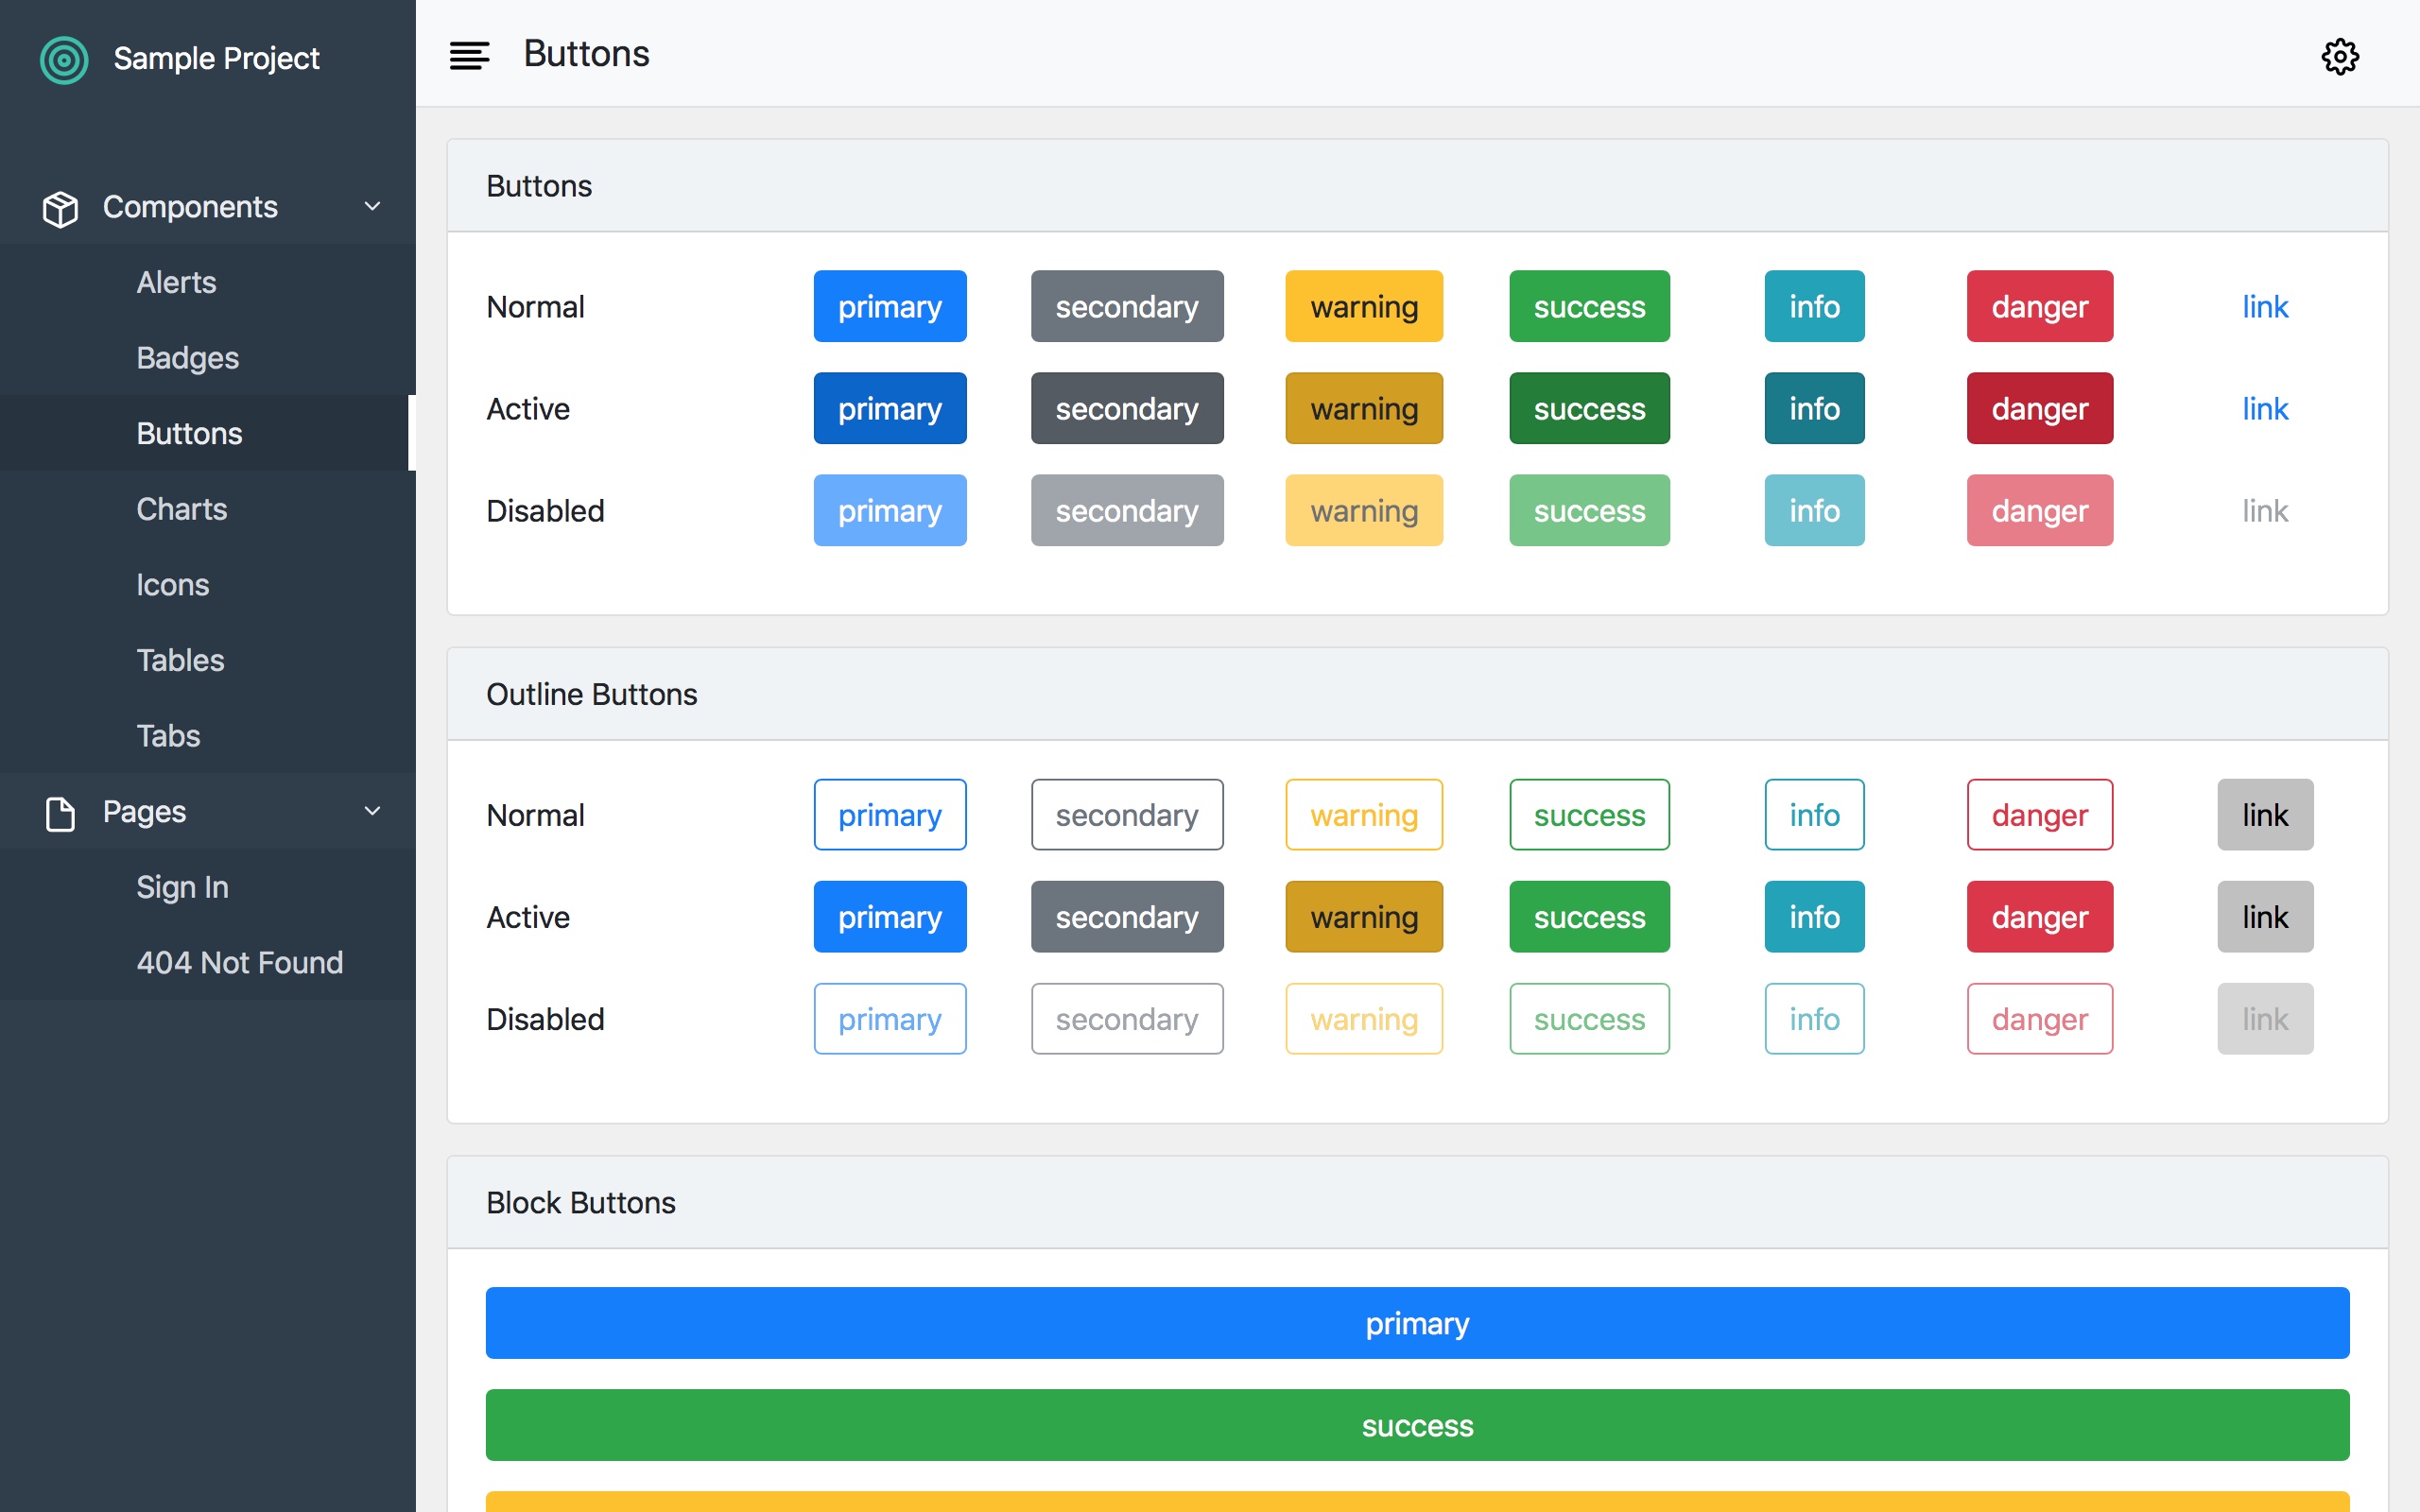 Sample Project
Buttons
Components
Alerts
Badges
Buttons
Charts
Icons
Tables
Tabs
Pages
Sign In
404 Not Found
Buttons
Normal primary secondary warning success info danger link
Active primary secondary warning success info danger link
Disabled primary secondary warning success info danger link
Outline Buttons
Normal primary secondary warning success info danger link
Active primary secondary warning success info danger link
Disabled primary secondary warning success info danger link
Block Buttons
primary
success